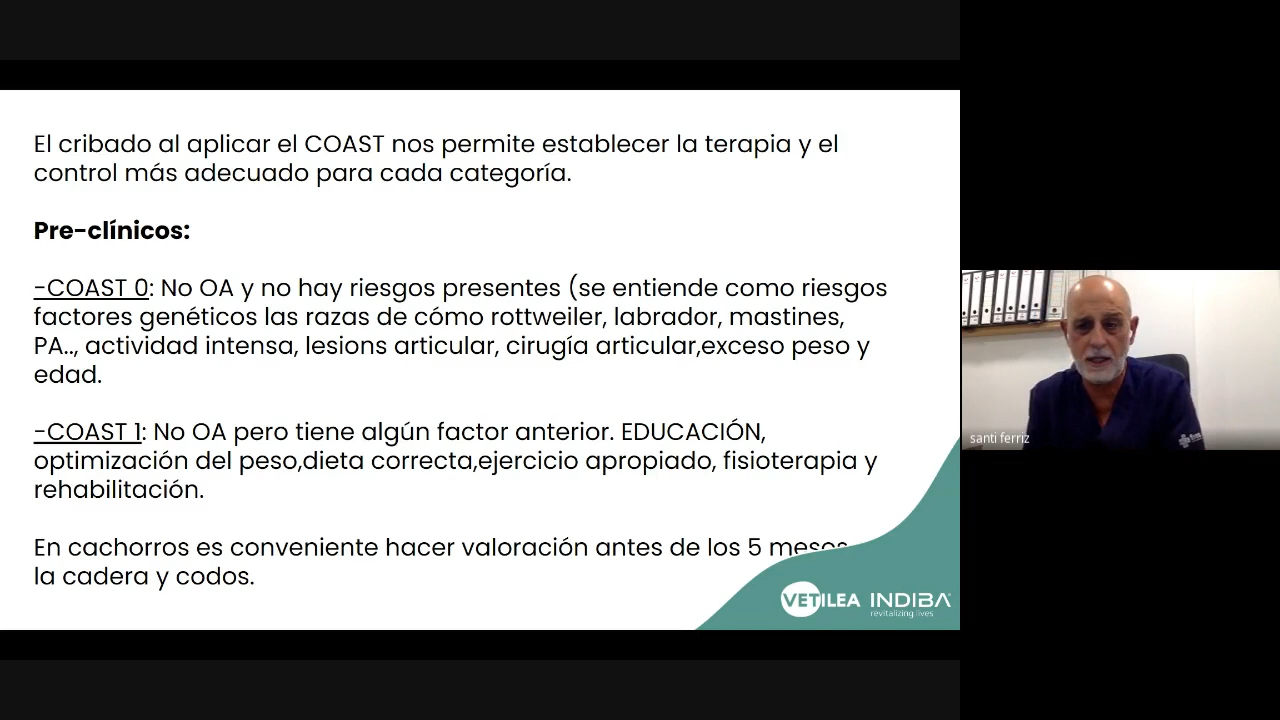 El cribado al aplicar el COAST nos permite establecer la terapia y el
control más adecuado para cada categoría.
Pre-clínicos:
-COAST 0: No OA y no hay riesgos presentes (se entiende como riesgos
factores genéticos las razas de cómo rottweiler, labrador, mastines,
PA.., actividad intensa, lesions articular, cirugía articular,exceso peso y
edad.
-COAST 1: No OA pero tiene algún factor anterior. EDUCACIÓN,
optimización del peso,dieta correcta,ejercicio apropiado, fisioterapia y
rehabilitación.
En cachorros es conveniente hacer valoración antes de los 5 meses
la cadera y codos.
VETILEA INDIBA®
revitalizing lives
santi ferriz